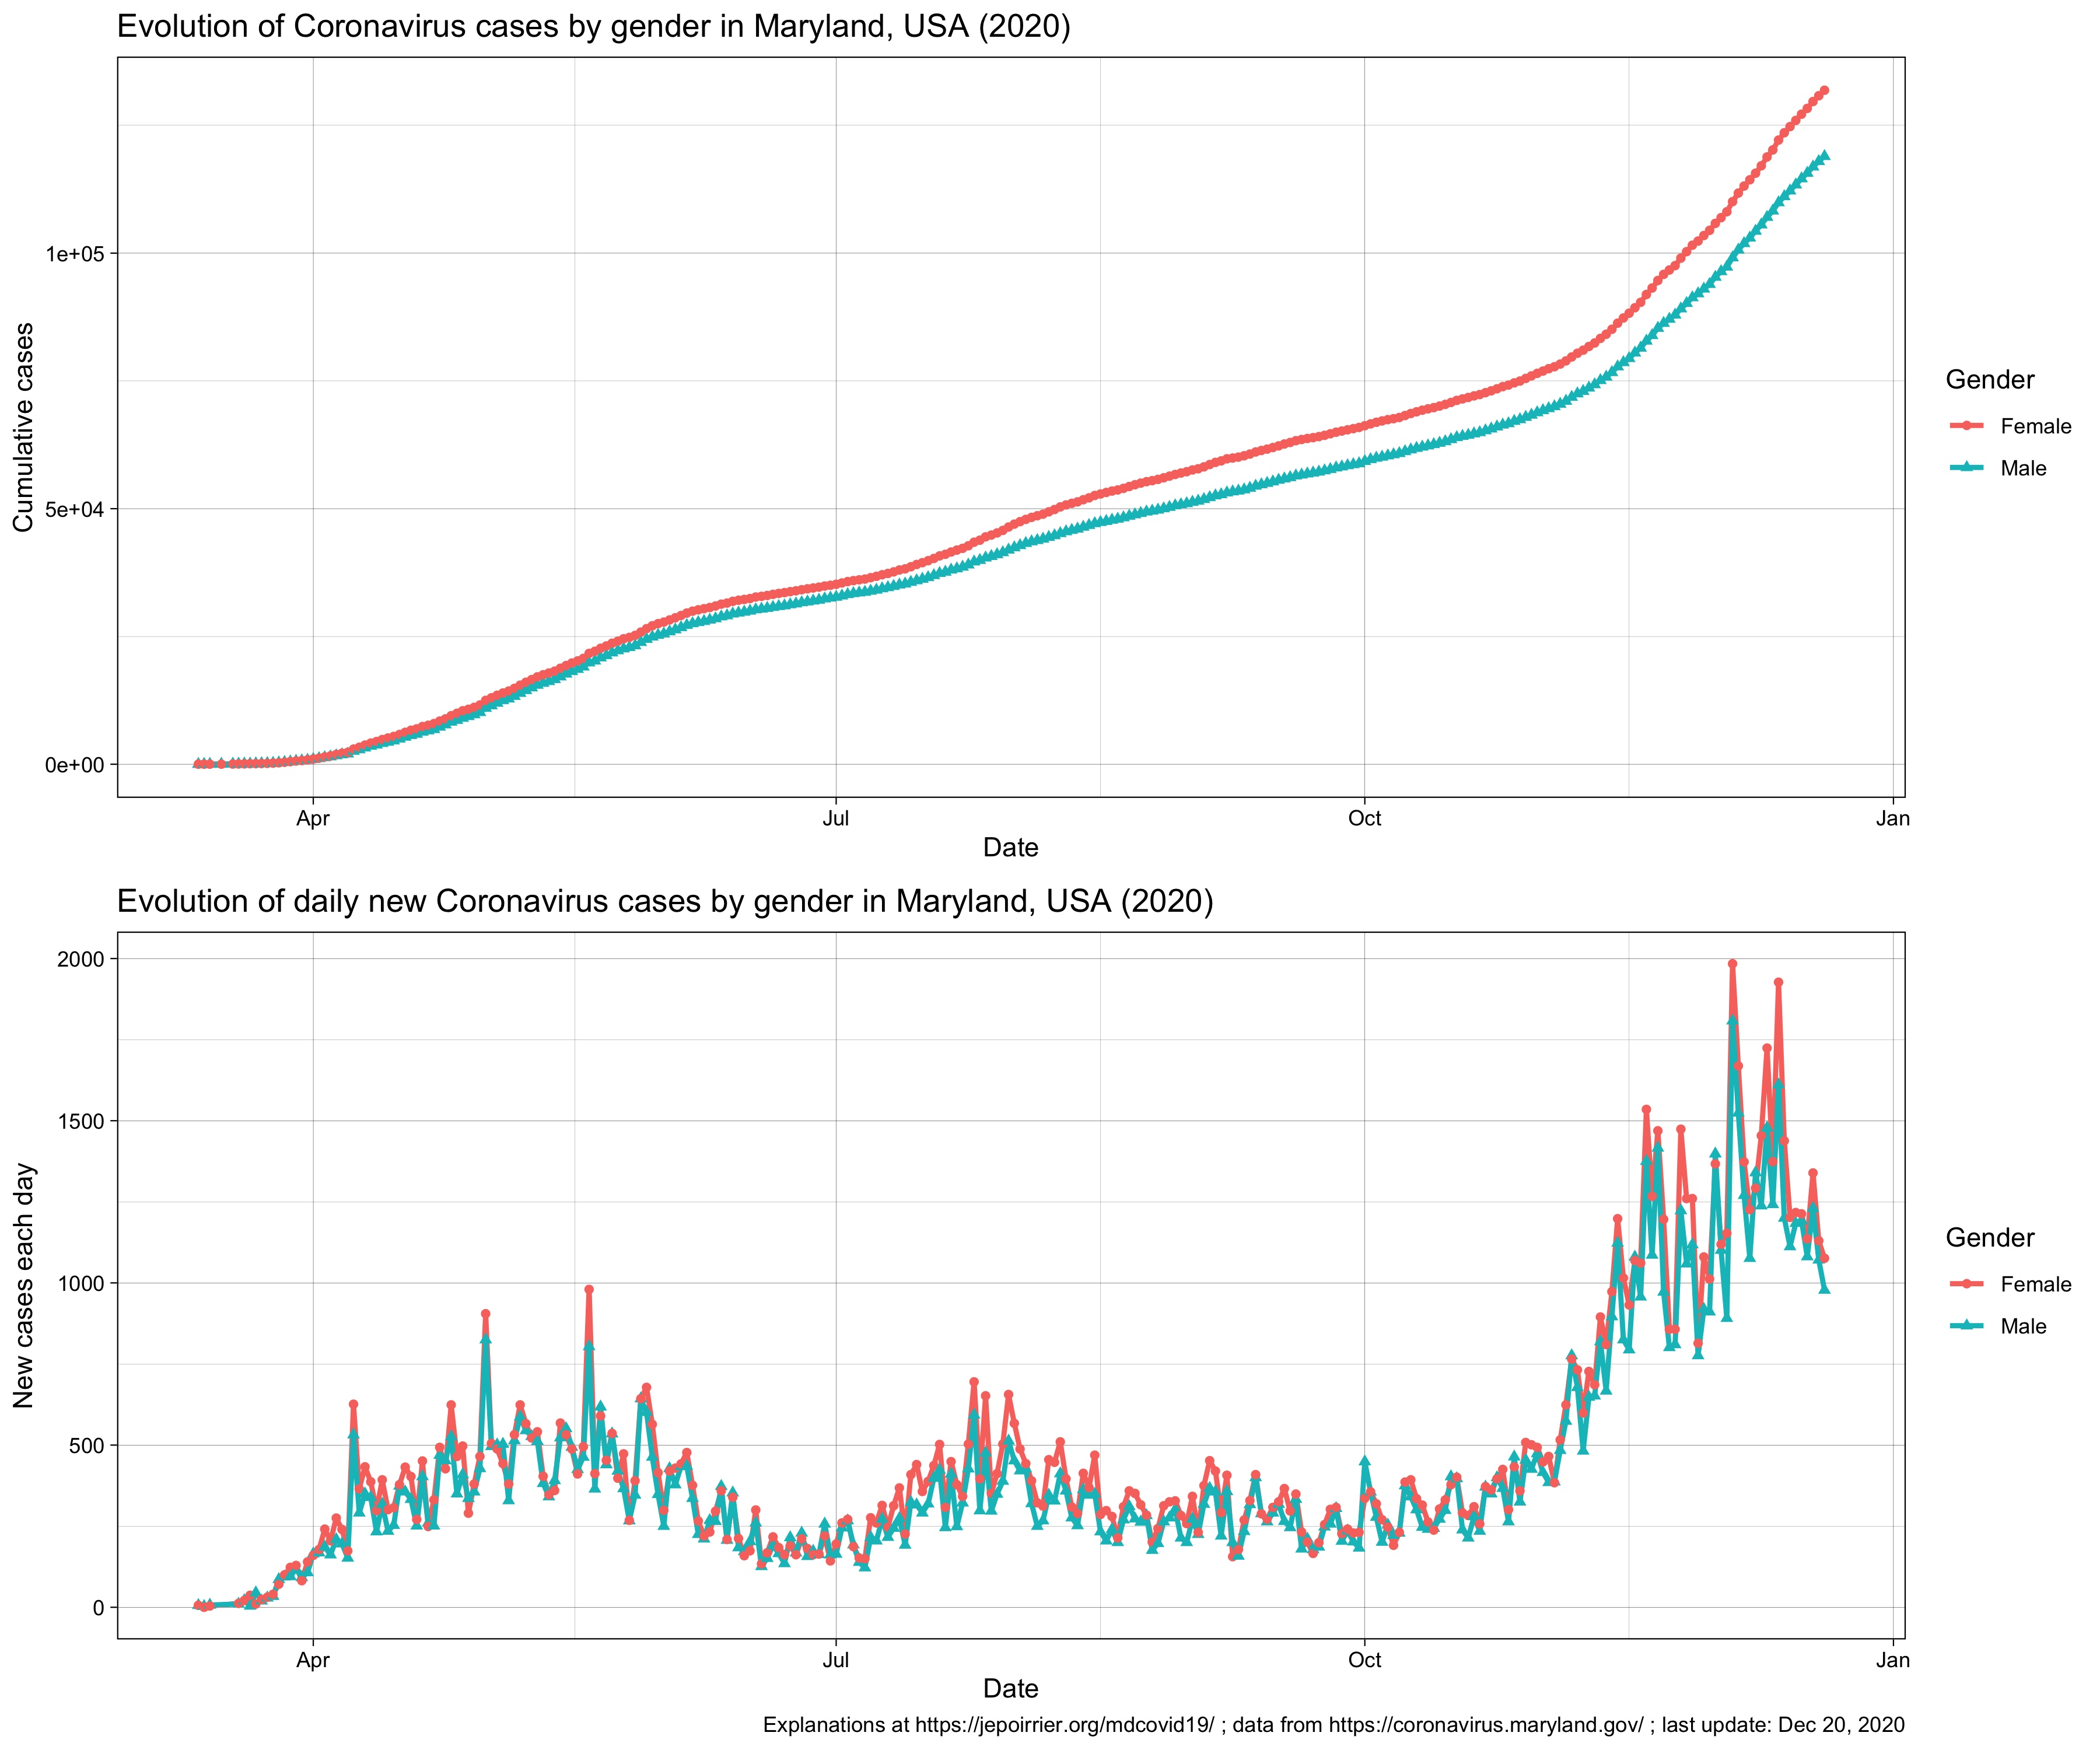 Evolution of Coronavirus cases by gender in Maryland, USA (2020)
Cumulative cases
1e+05
5e+04
0e+00
Apr
Jul
Oct
Jan
Date
Gender
Female
Male
Evolution of daily new Coronavirus cases by gender in Maryland, USA (2020)
New cases each day
2000
1500
1000
500
0
Apr
Jul
Oct
Jan
Date
Gender
Female
Male
Explanations at https://jepoirrier.org/mdcovid19/ ; data from https://coronavirus.maryland.gov/ ; last update: Dec 20, 2020